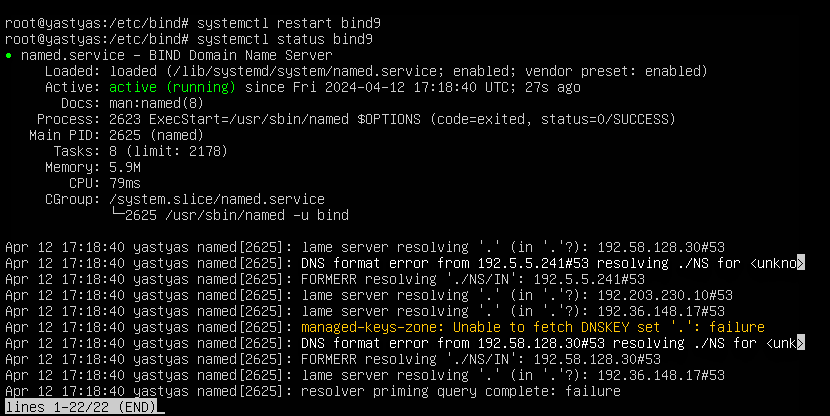 root@yastyas:/etc/bind# systemctl restart bind9
root@yastyas:/etc/bind# systemctl status bind9
● named.service - BIND Domain Name Server
Loaded: loaded (/lib/systemd/system/named.service; enabled; vendor preset: enabled)
Active: active (running) since Fri 2024-04-12 17:18:40 UTC; 27s ago
Docs: man:named(8)
Process: 2623 ExecStart=/usr/sbin/named $OPTIONS (code=exited, status=0/SUCCESS)
Main PID: 2625 (named)
Tasks: 8 (limit: 2178)
Memory: 5.9M
CPU: 79ms
CGroup: /system.slice/named.service
└─2625 /usr/sbin/named -u bind
Apr 12 17:18:40 yastyas named[2625]: lame server resolving '.' (in '.'?): 192.58.128.30#53
Apr 12 17:18:40 yastyas named[2625]: DNS format error from 192.5.5.241#53 resolving ./NS for <unkno>
Apr 12 17:18:40 yastyas named[2625]: FORMERR resolving './NS/IN': 192.5.5.241#53
Apr 12 17:18:40 yastyas named[2625]: lame server resolving '.' (in '.'?): 192.203.230.10#53
Apr 12 17:18:40 yastyas named[2625]: lame server resolving '.' (in '.'?): 192.36.148.17#53
Apr 12 17:18:40 yastyas named[2625]: managed-keys-zone: Unable to fetch DNSKEY set '.': failure
Apr 12 17:18:40 yastyas named[2625]: DNS format error from 192.58.128.30#53 resolving ./NS for <unk>
Apr 12 17:18:40 yastyas named[2625]: FORMERR resolving './NS/IN': 192.58.128.30#53
Apr 12 17:18:40 yastyas named[2625]: lame server resolving '.' (in '.'?): 192.36.148.17#53
Apr 12 17:18:40 yastyas named[2625]: resolver priming query complete: failure
lines 1-22/22 (END)